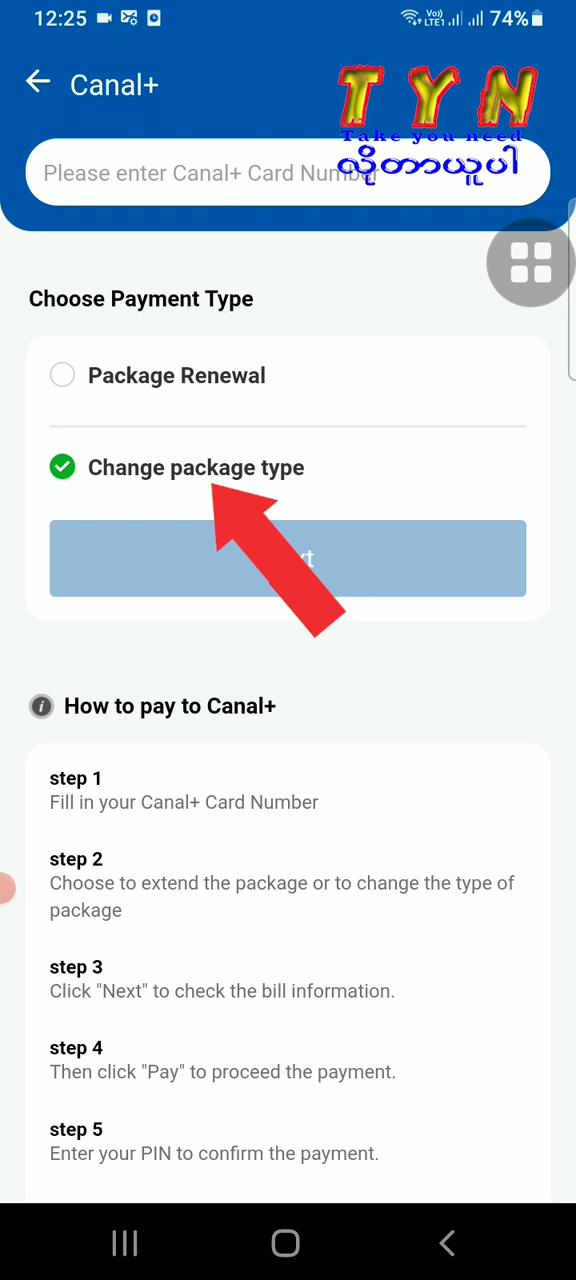 12:25
Vo))
LTE1
74%
Canal+
TYN
Take you need
လိုတာယူပါ
Please enter Canal+ Card Number
Choose Payment Type
Package Renewal
Change package type
How to pay to Canal+
step 1
Fill in your Canal+ Card Number
step 2
Choose to extend the package or to change the type of
package
step 3
Click "Next" to check the bill information.
step 4
Then click "Pay" to proceed the payment.
step 5
Enter your PIN to confirm the payment.